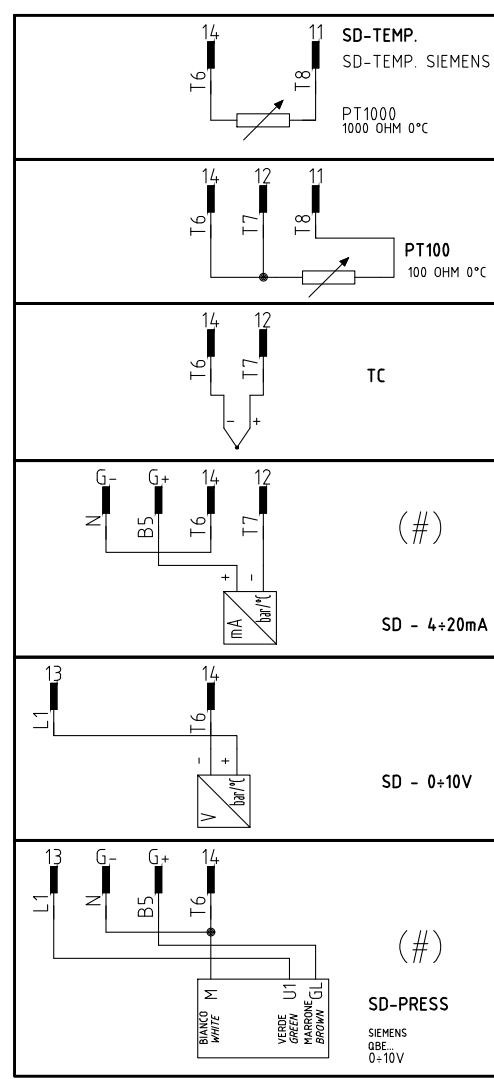 14 11 SD-TEMP.
SD-TEMP. SIEMENS
T6 T8
PT1000
1000 OHM 0°C
14 12 11
T6 T7 T8
PT100
100 OHM 0°C
14 12
T6 T7
TC
- +
G- G+ 14 12
N B5 T6 T7
(#)
+ -
mA bar/°C
SD - 4÷20mA
13 14
L1 T6
- +
V bar/°C
SD - 0÷10V
13 G- G+ 14
L1 N B5 T6
(#)
M U1 GL
BIANCO VERDE MARRONE
WHITE GREEN BROWN
SD-PRESS
SIEMENS
QBE...
0÷10V